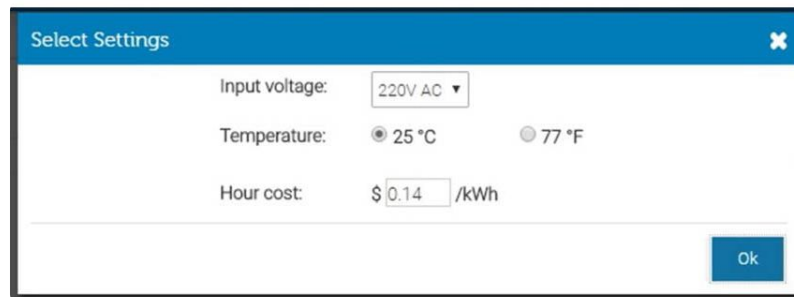 Select Settings
Input voltage: 220V AC
Temperature: 25 °C 77 °F
Hour cost: $ 0.14 /kWh
Ok